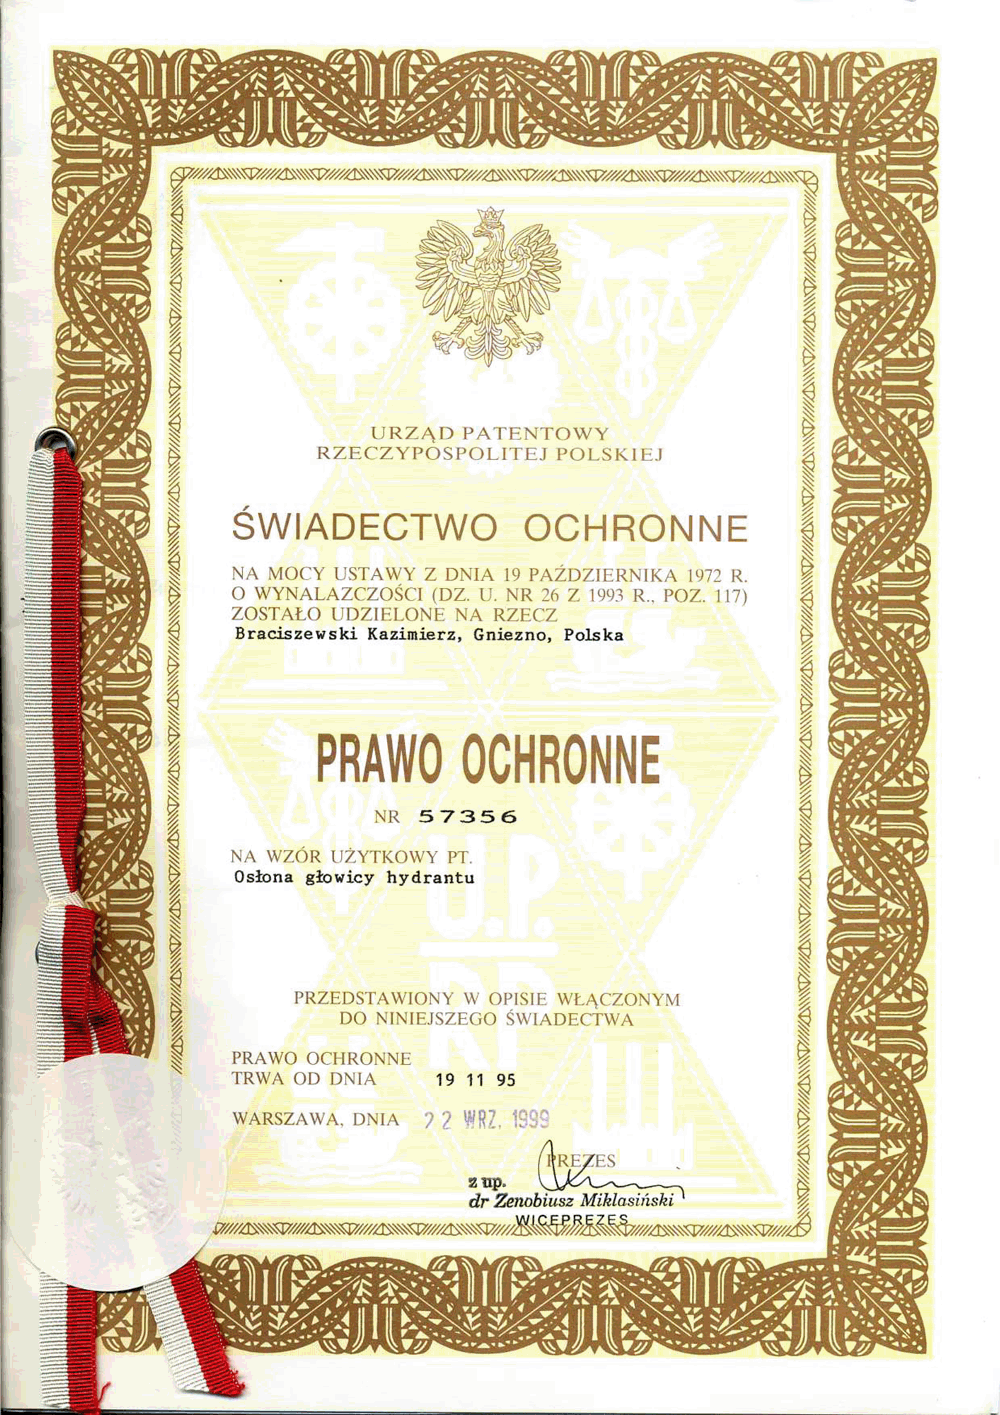 URZĄD PATENTOWY
RZECZYPOSPOLITEJ POLSKIEJ
ŚWIADECTWO OCHRONNE
NA MOCY USTAWY Z DNIA 19 PAŹDZIERNIKA 1972 R.
O WYNALAZCZOŚCI (DZ. U. NR 26 Z 1993 R., POZ. 117)
ZOSTAŁO UDZIELONE NA RZECZ
Braciszewski Kazimierz, Gniezno, Polska
PRAWO OCHRONNE
NR 57356
NA WZÓR UŻYTKOWY PT.
Osłona głowicy hydrantu
U.P.
RP
PRZEDSTAWIONY W OPISIE WŁĄCZONYM
DO NINIEJSZEGO ŚWIADECTWA
PRAWO OCHRONNE
TRWA OD DNIA 19 11 95
WARSZAWA, DNIA 22 WRZ. 1999
PREZES
z up.
dr Zenobiusz Miklasiński
WICEPREZES